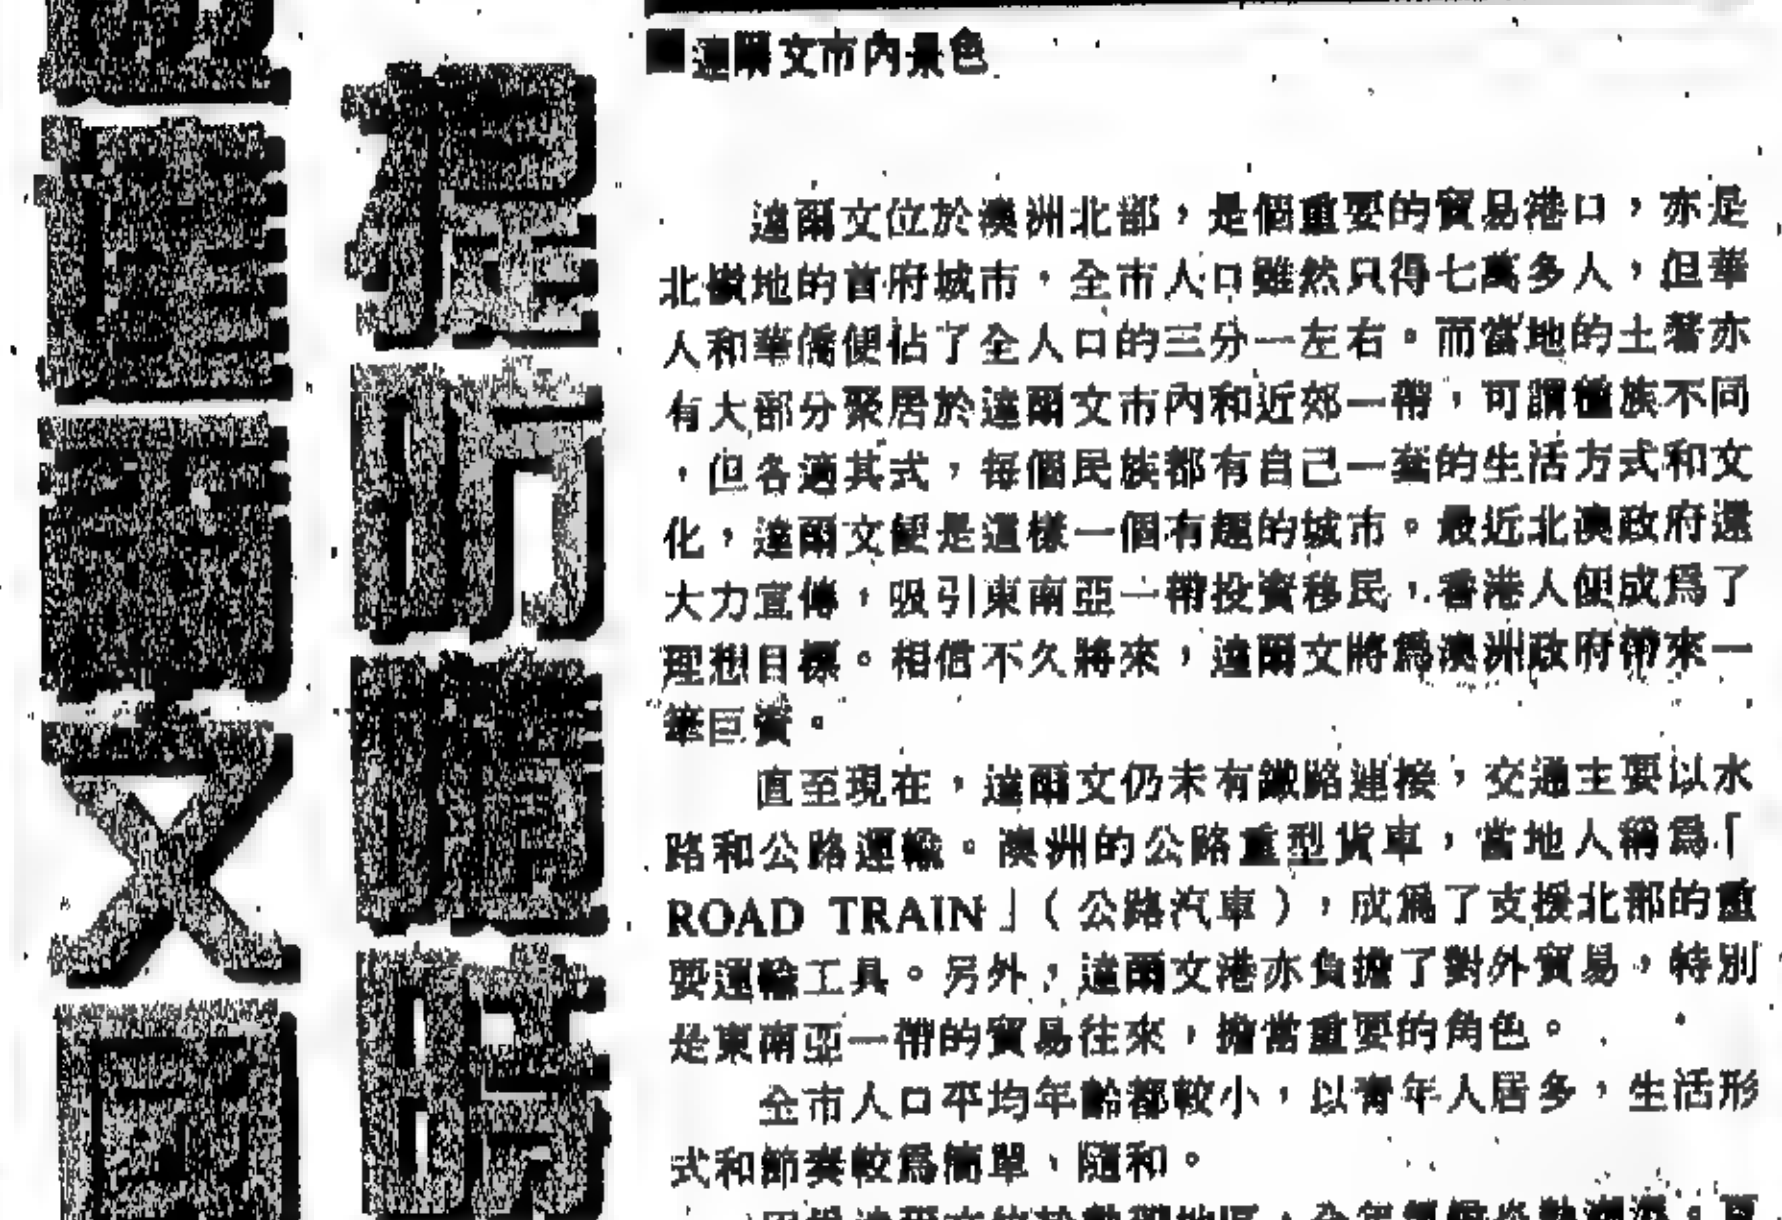 達爾文
■達爾文市內景色
達爾文位於澳洲北部，是個重要的貿易港口，亦是
北領地的首府城市，全市人口雖然只得七萬多人，但華
人和華僑便佔了全人口的三分一左右。而當地的土著亦
有大部分聚居於達爾文市內和近郊一帶，可謂種族不同
，但各適其式，每個民族都有自己一套的生活方式和文
化，達爾文便是這樣一個有趣的城市。最近北澳政府還
大力宣傳，吸引東南亞一帶投資移民，香港人便成爲了
理想目標。相信不久將來，達爾文將爲澳洲政府帶來一
筆巨資。
直至現在，達爾文仍未有鐵路連接，交通主要以水
路和公路運輸。澳洲的公路重型貨車，當地人稱爲「
ROAD TRAIN」（公路汽車），成爲了支援北部的重
要運輸工具。另外，達爾文港亦負擔了對外貿易，特別
是東南亞一帶的貿易往來，擔當重要的角色。
全市人口平均年齡都較小，以青年人居多，生活形
式和節奏較爲簡單、隨和。